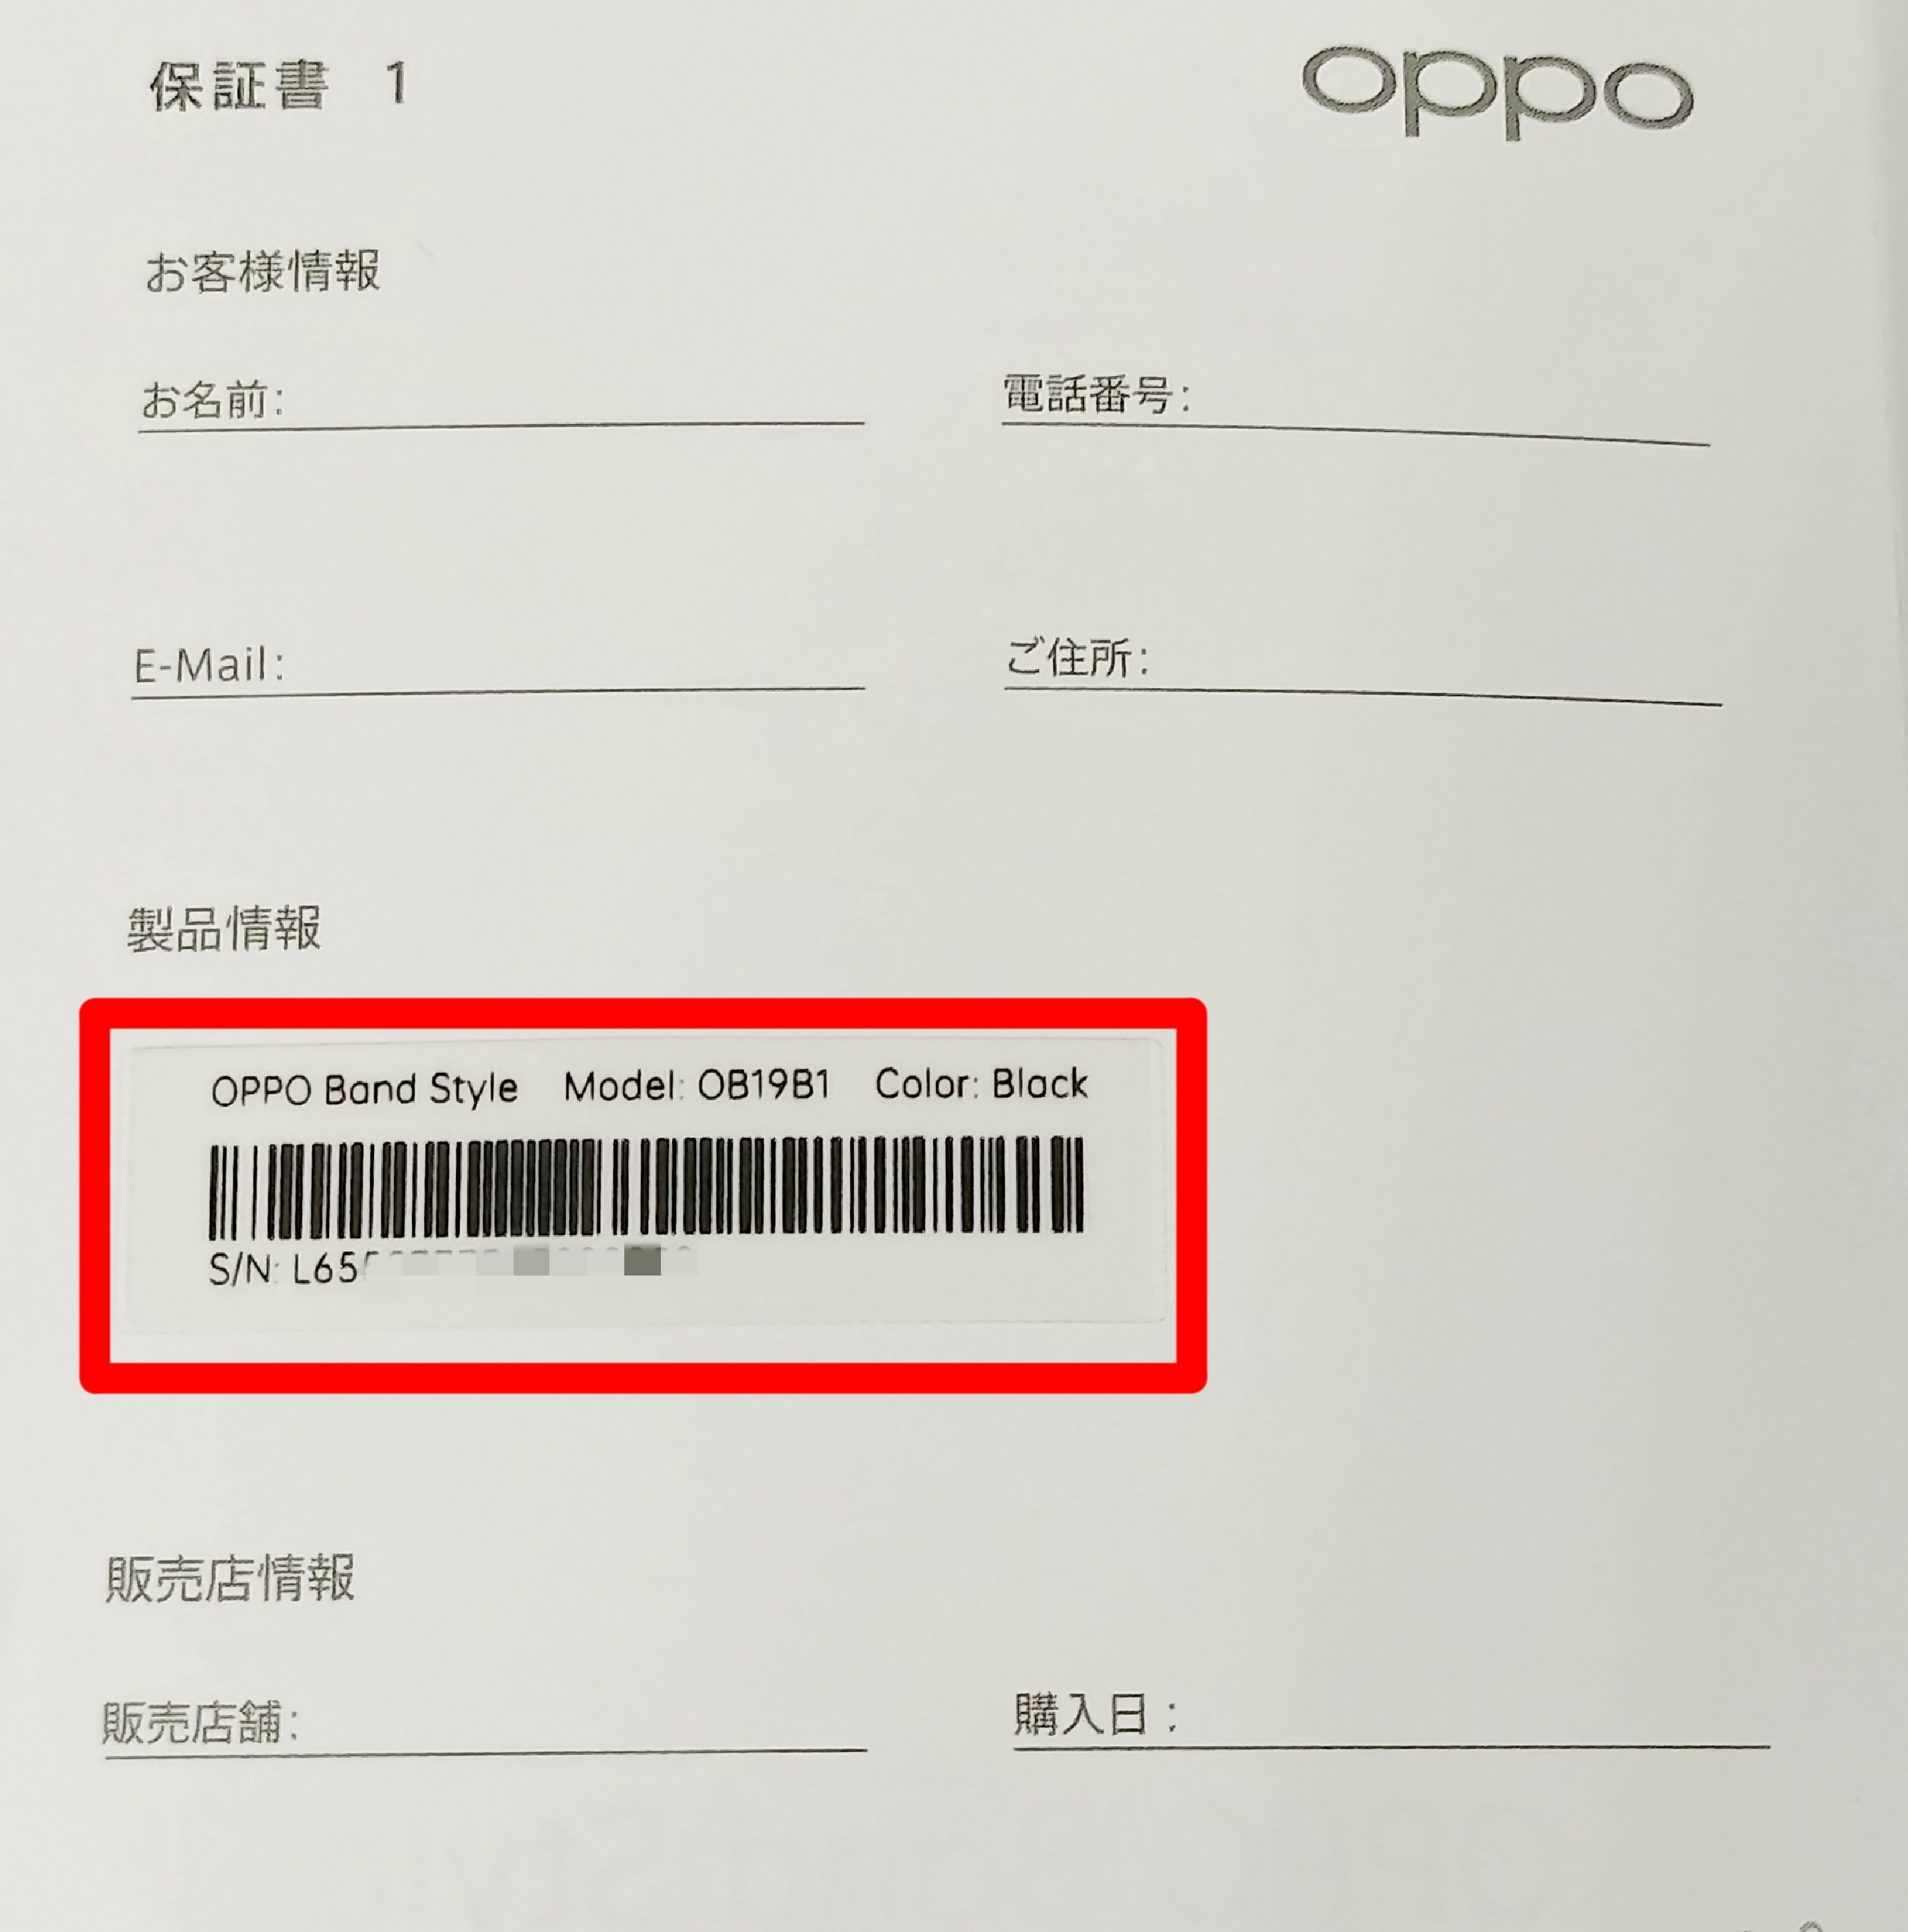 保証書 1
oppo
お客様情報
お名前:
電話番号:
E-Mail:
ご住所:
製品情報
OPPO Band Style Model: OB19B1 Color: Black
S/N: L65
販売店情報
販売店舗:
購入日: